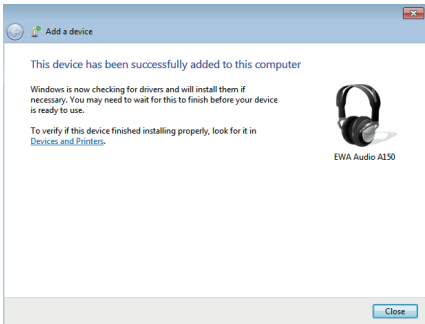 Add a device
This device has been successfully added to this computer
Windows is now checking for drivers and will install them if
necessary. You may need to wait for this to finish before your device
is ready to use.
To verify if this device finished installing properly, look for it in
Devices and Printers.
EWA Audio A150
Close